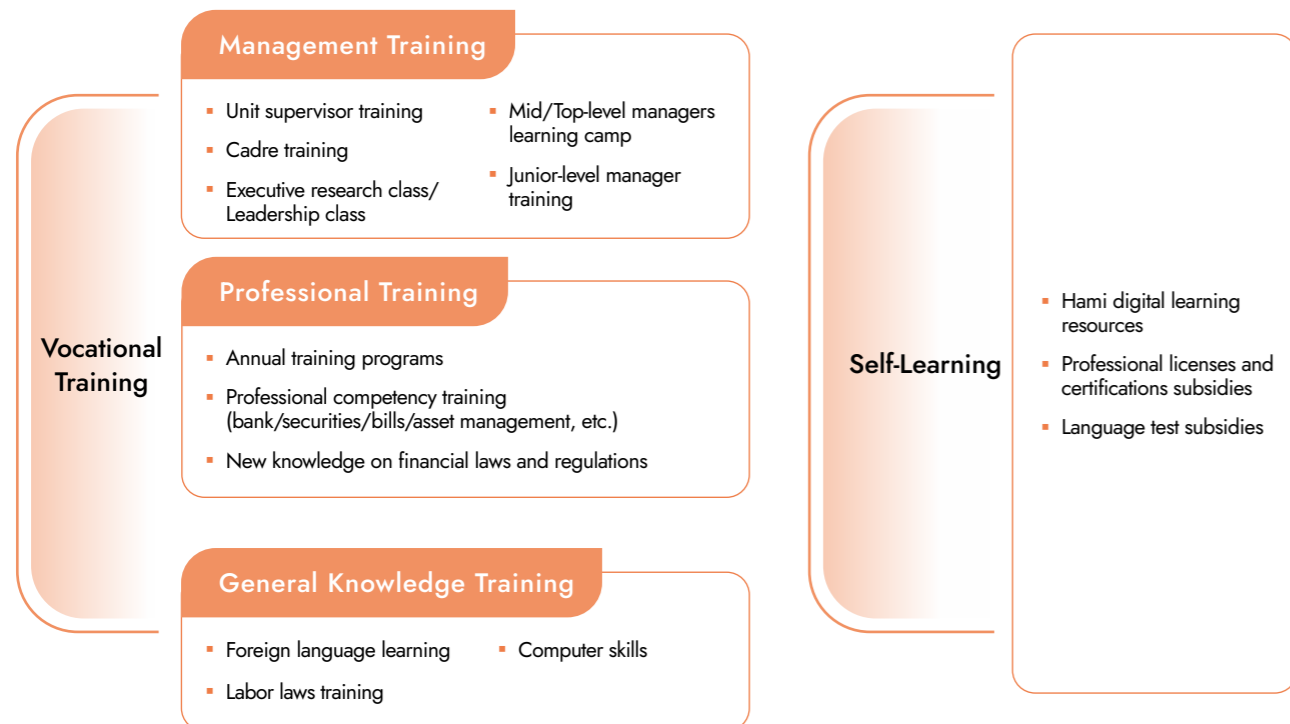 Vocational
Training
Management Training
▪ Unit supervisor training
▪ Cadre training
▪ Executive research class/
Leadership class
▪ Mid/Top-level managers
learning camp
▪ Junior-level manager
training
Professional Training
▪ Annual training programs
▪ Professional competency training
(bank/securities/bills/asset management, etc.)
▪ New knowledge on financial laws and regulations
General Knowledge Training
▪ Foreign language learning
▪ Labor laws training
▪ Computer skills
Self-Learning
▪ Hami digital learning
resources
▪ Professional licenses and
certifications subsidies
▪ Language test subsidies